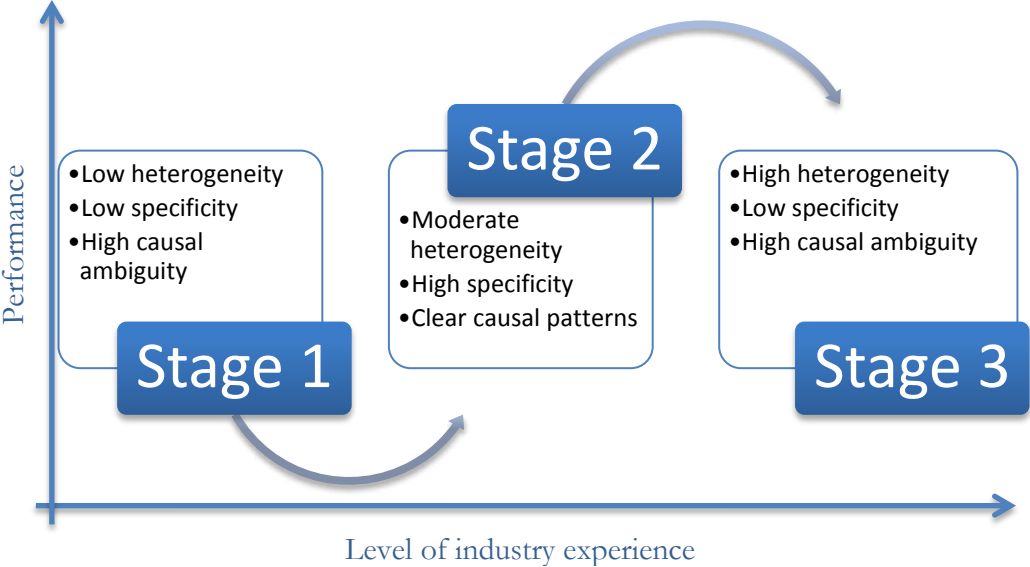 Performance
•Low heterogeneity
•Low specificity
•High causal
ambiguity
Stage 1
Stage 2
•Moderate
heterogeneity
•High specificity
•Clear causal patterns
•High heterogeneity
•Low specificity
•High causal ambiguity
Stage 3
Level of industry experience